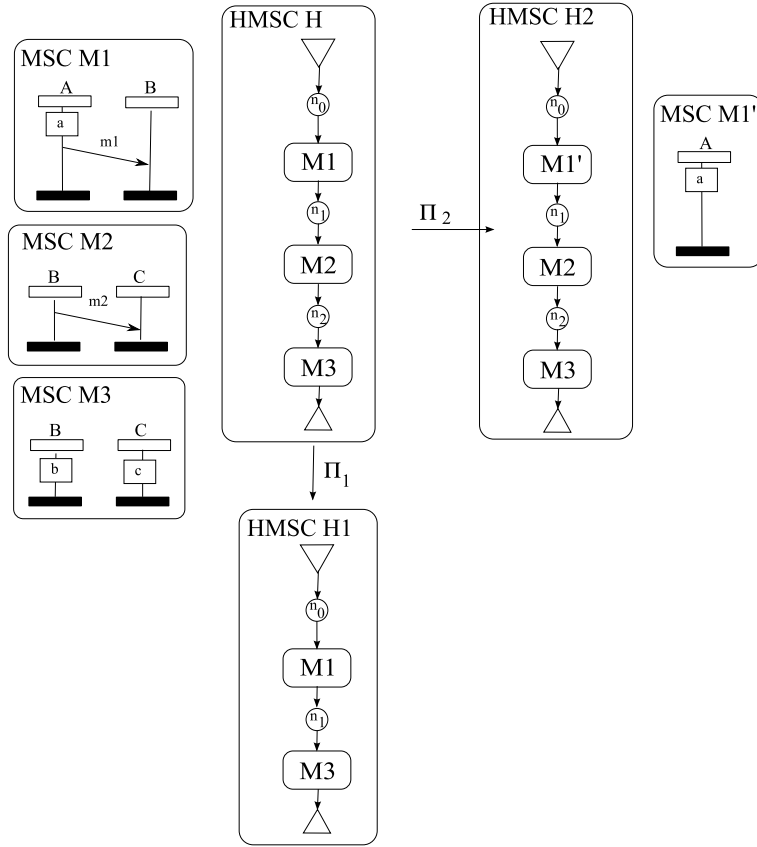 MSC M1
A
B
a
m1
MSC M2
B
C
m2
MSC M3
B
C
b
c
HMSC H
n0
M1
n1
M2
n2
M3
Π2
HMSC H2
n0
M1'
n1
M2
n2
M3
MSC M1'
A
a
Π1
HMSC H1
n0
M1
n1
M3